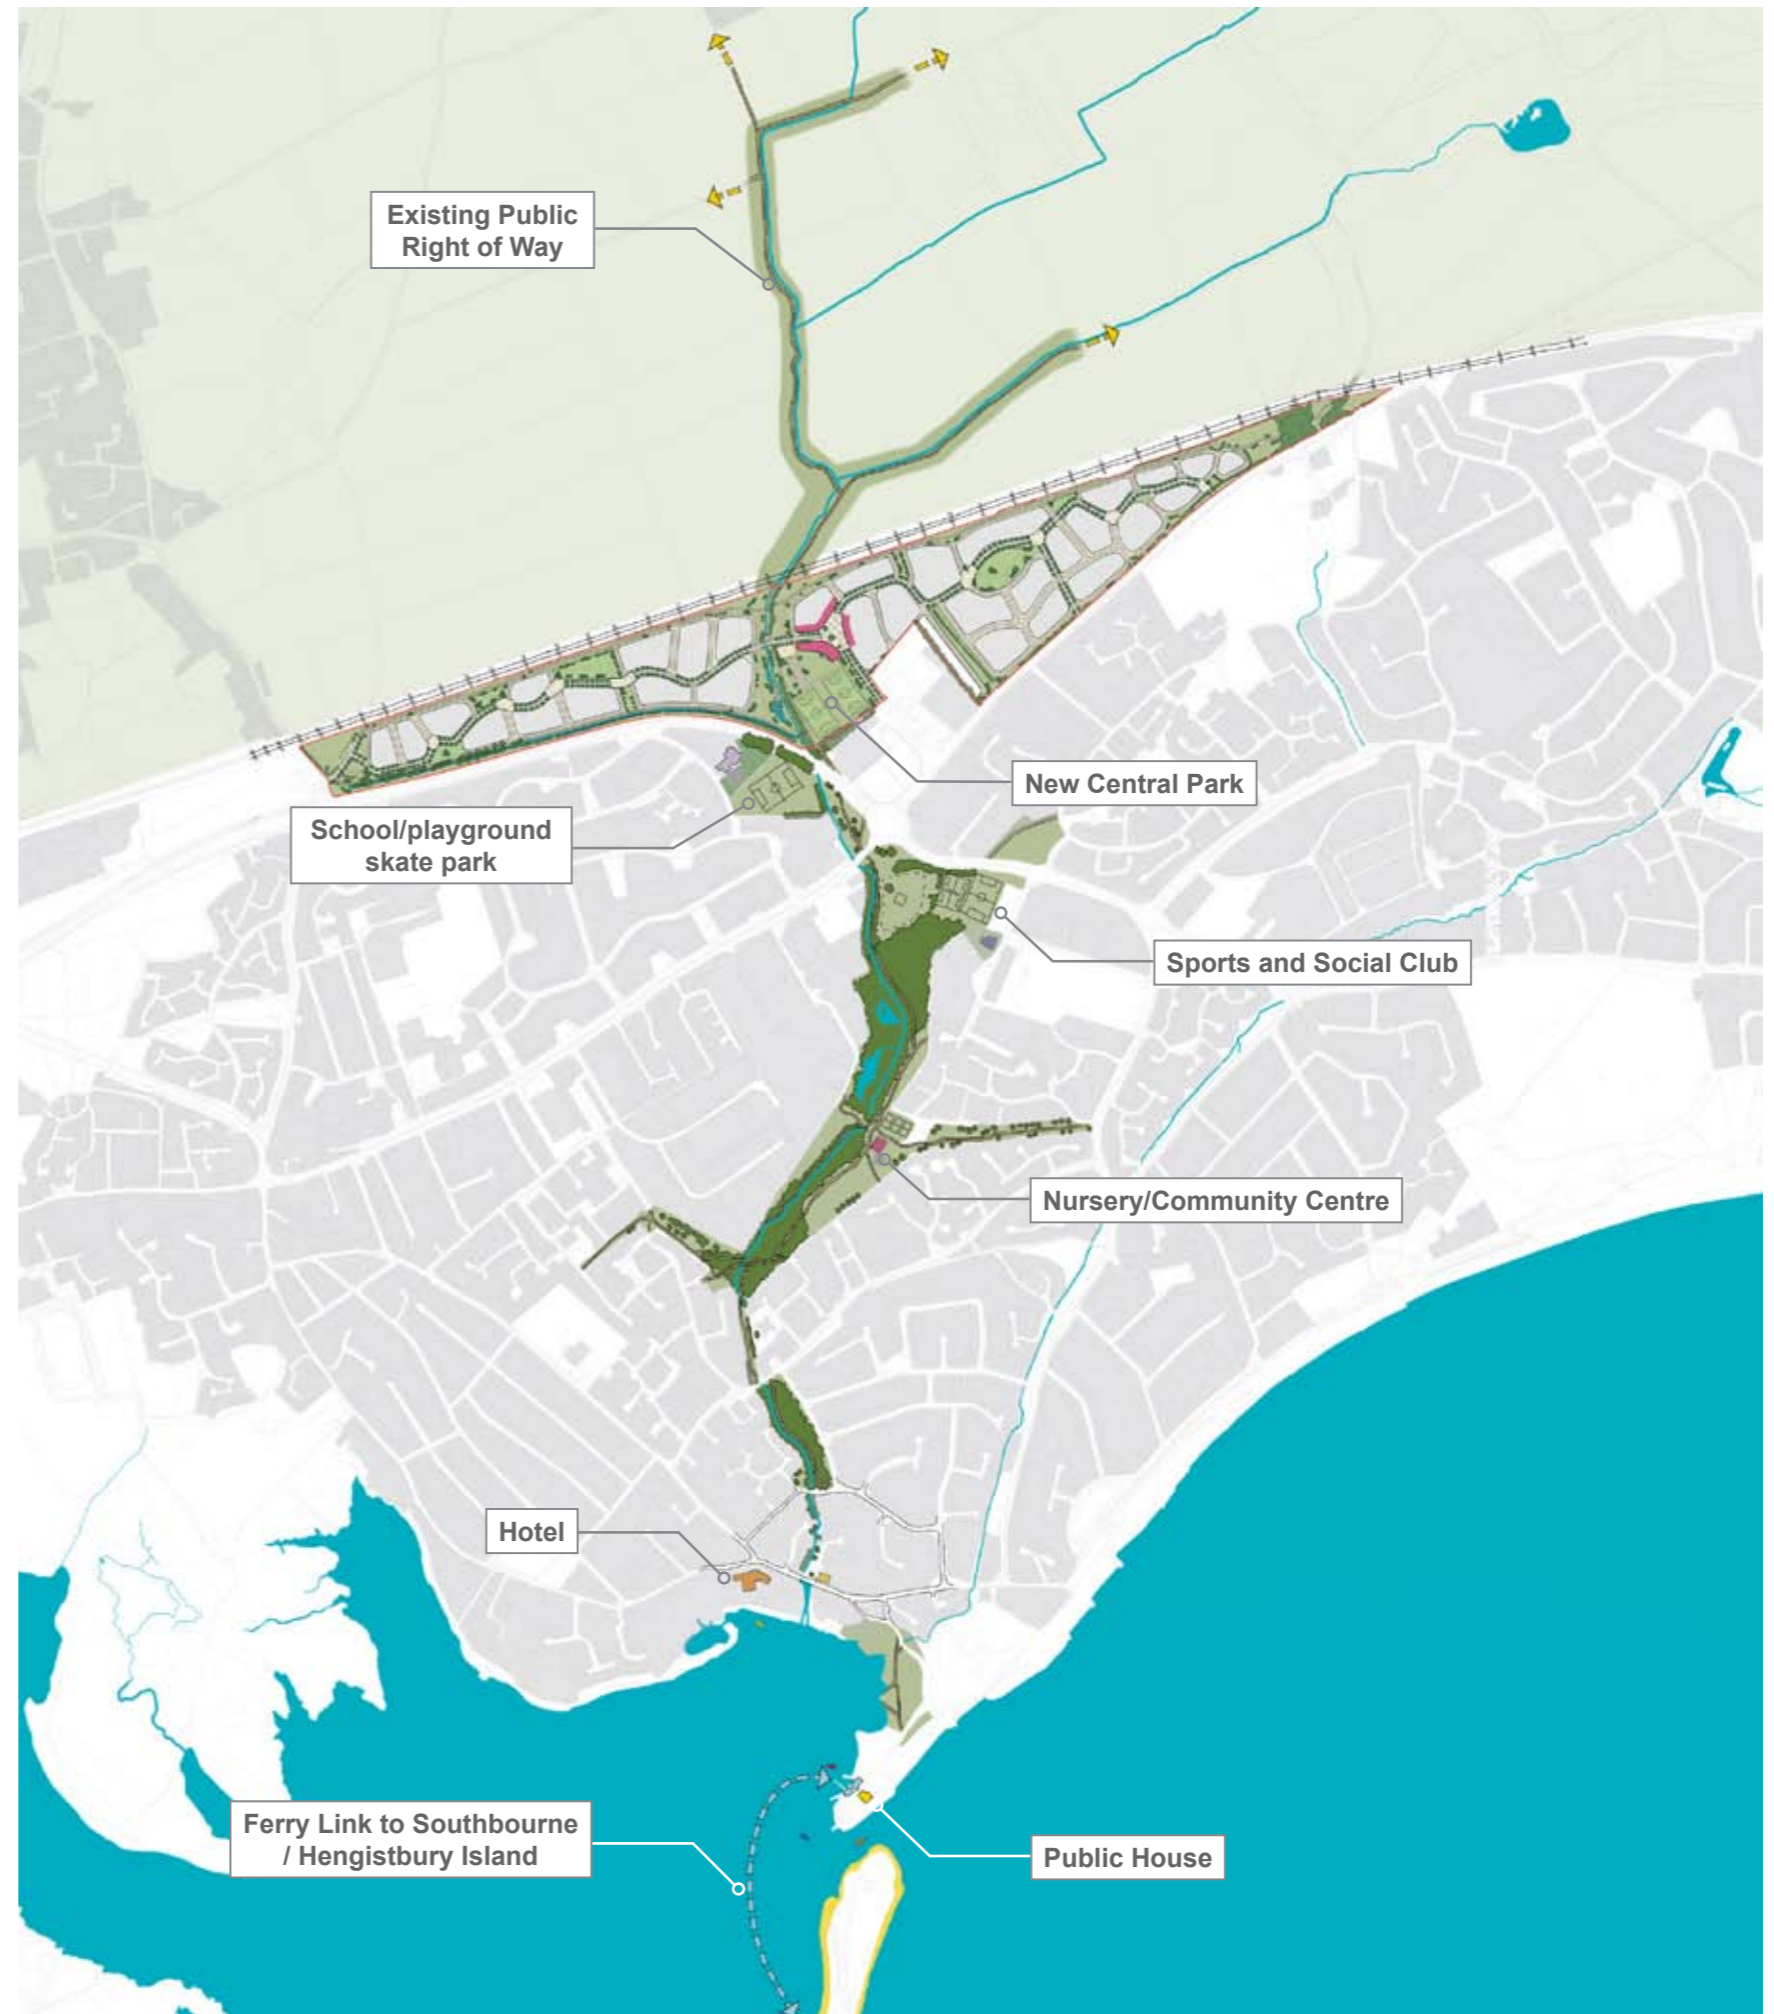 Existing Public
Right of Way
New Central Park
School/playground
skate park
Sports and Social Club
Nursery/Community Centre
Hotel
Ferry Link to Southbourne
/ Hengistbury Island
Public House